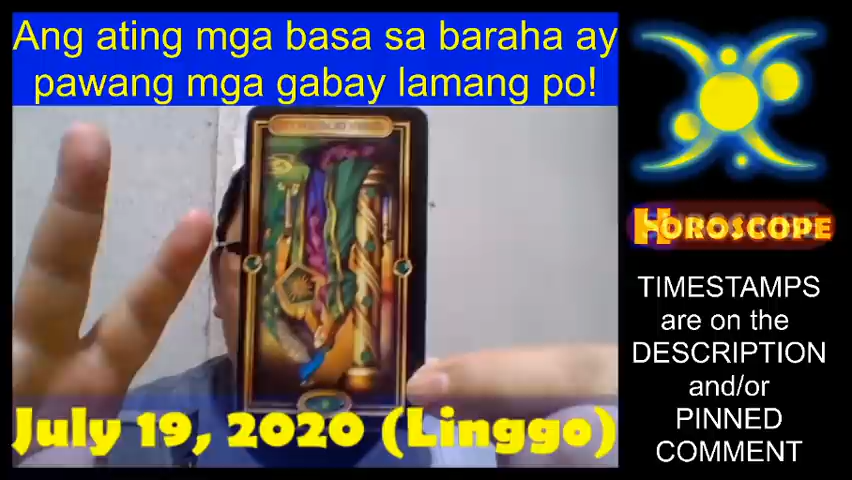 Ang ating mga basa sa baraha ay
pawang mga gabay lamang po!
HOROSCOPE
TIMESTAMPS
are on the
DESCRIPTION
and/or
PINNED
COMMENT
July 19, 2020 (Linggo)